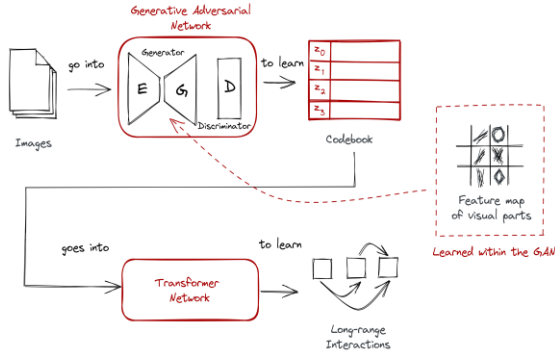 Generative Adversarial
Network
Generator
go into
E
G
D
to learn
z0
z1
z2
z3
Discriminator
Images
Codebook
Feature map
of visual parts
Learned within the GAN
goes into
to learn
Transformer
Network
Long-range
Interactions